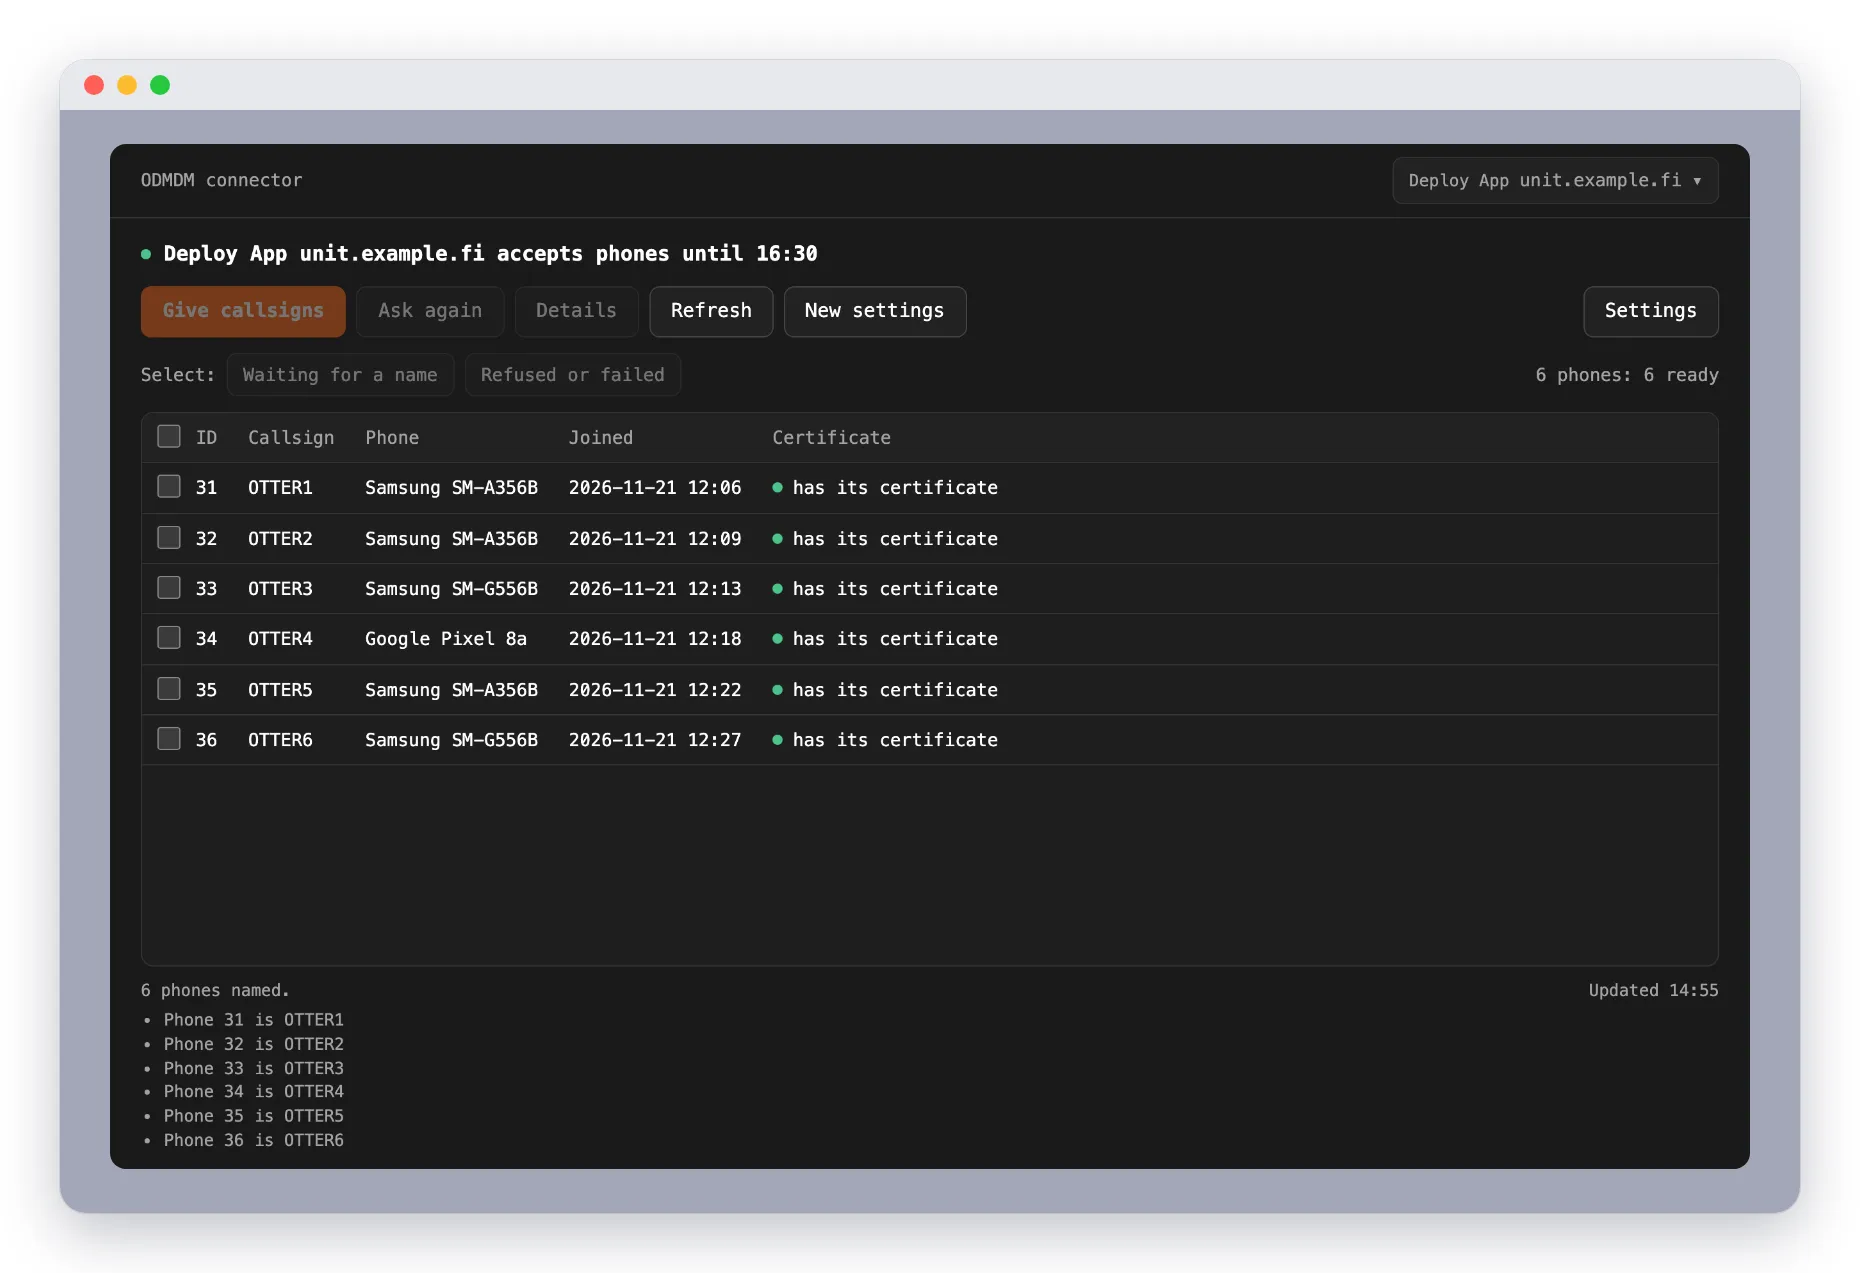 ODMDM connector
Deploy App unit.example.fi ▾
Deploy App unit.example.fi accepts phones until 16:30
Give callsigns Ask again Details Refresh New settings Settings
Select: Waiting for a name Refused or failed 6 phones: 6 ready
ID Callsign Phone Joined Certificate
31 OTTER1 Samsung SM-A356B 2026-11-21 12:06 has its certificate
32 OTTER2 Samsung SM-A356B 2026-11-21 12:09 has its certificate
33 OTTER3 Samsung SM-G556B 2026-11-21 12:13 has its certificate
34 OTTER4 Google Pixel 8a 2026-11-21 12:18 has its certificate
35 OTTER5 Samsung SM-A356B 2026-11-21 12:22 has its certificate
36 OTTER6 Samsung SM-G556B 2026-11-21 12:27 has its certificate
6 phones named. Updated 14:55
• Phone 31 is OTTER1
• Phone 32 is OTTER2
• Phone 33 is OTTER3
• Phone 34 is OTTER4
• Phone 35 is OTTER5
• Phone 36 is OTTER6